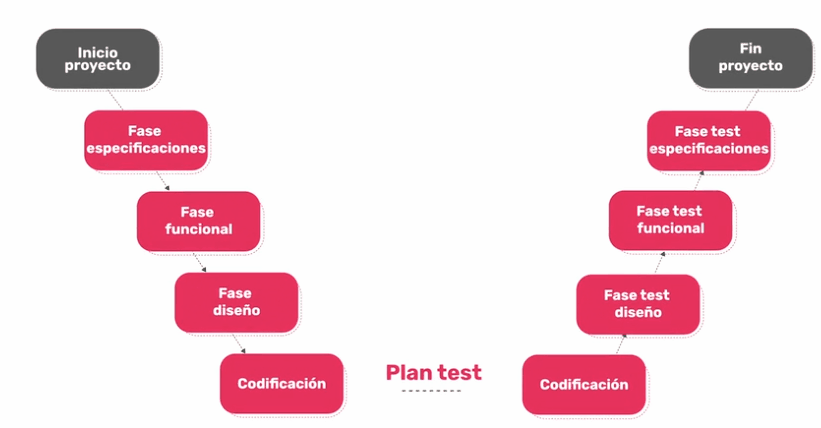 Inicio
proyecto
Fase
especificaciones
Fase
funcional
Fase
diseño
Codificación
Plan test
Codificación
Fase test
diseño
Fase test
funcional
Fase test
especificaciones
Fin
proyecto